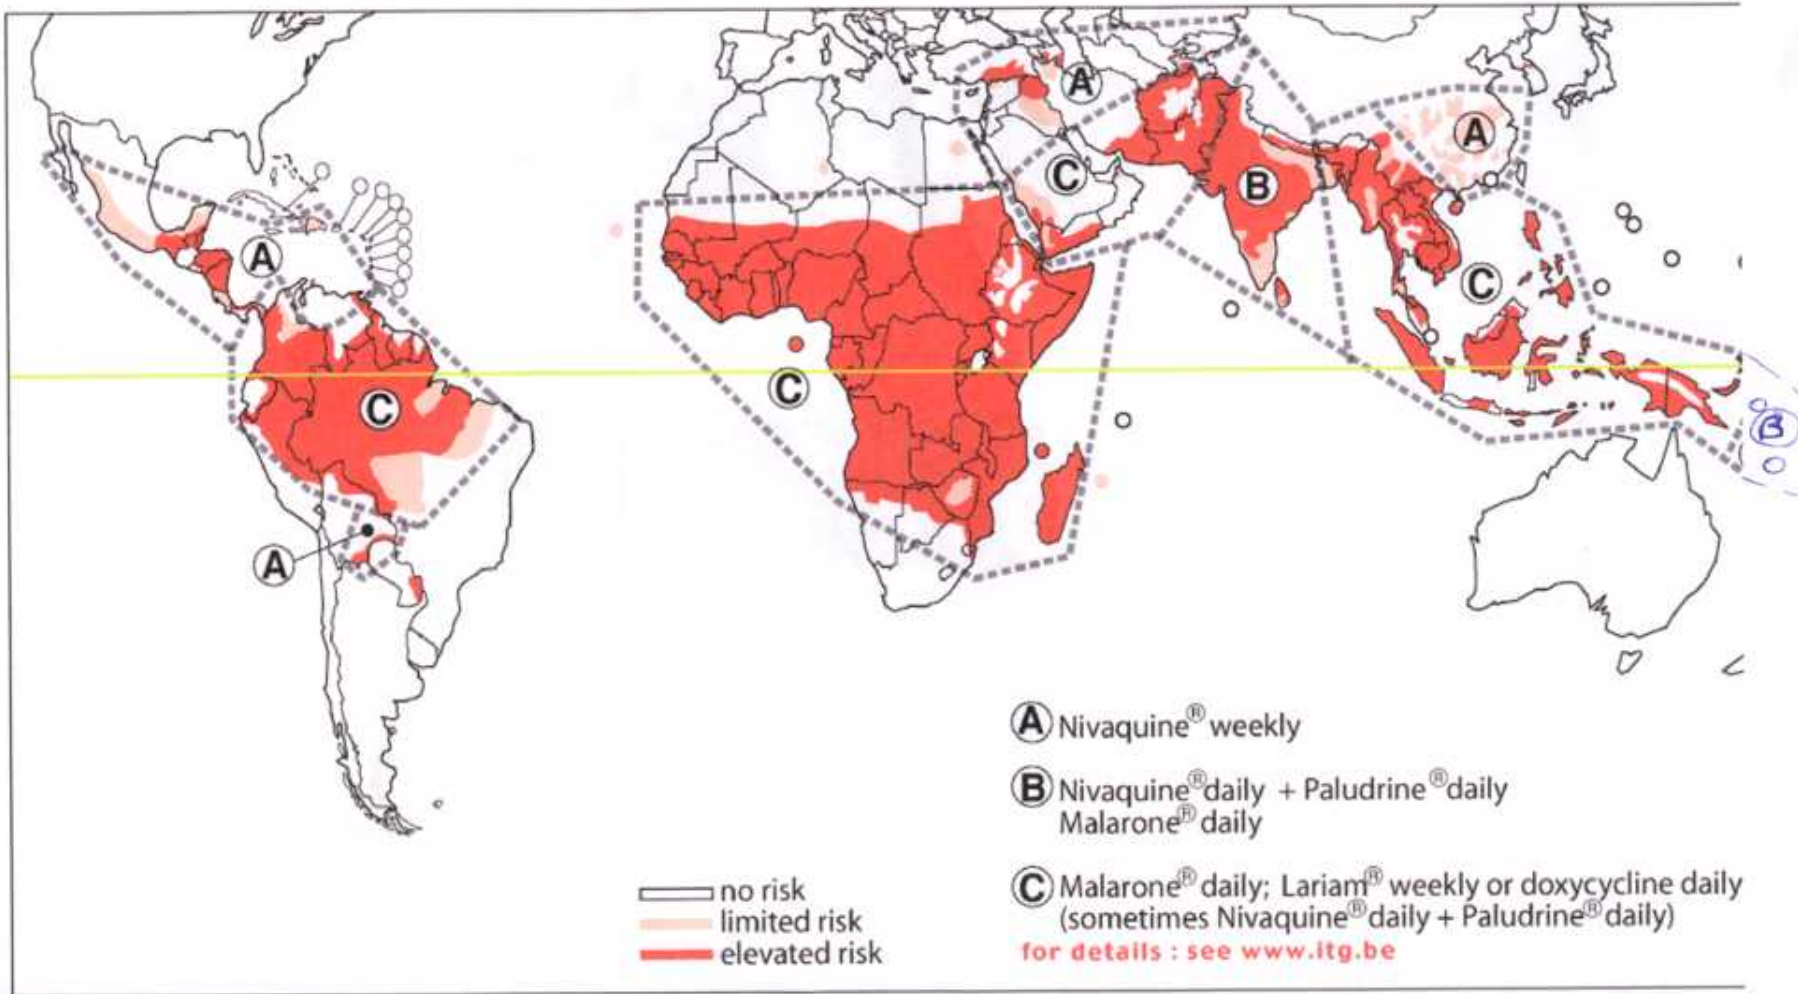 A
A
C
B
A
C
A
C
C
B
A
Ⓐ Nivaquine® weekly
Ⓑ Nivaquine® daily + Paludrine® daily
Malarone® daily
Ⓒ Malarone® daily; Lariam® weekly or doxycycline daily
(sometimes Nivaquine® daily + Paludrine® daily)
for details : see www.itg.be
no risk
limited risk
elevated risk